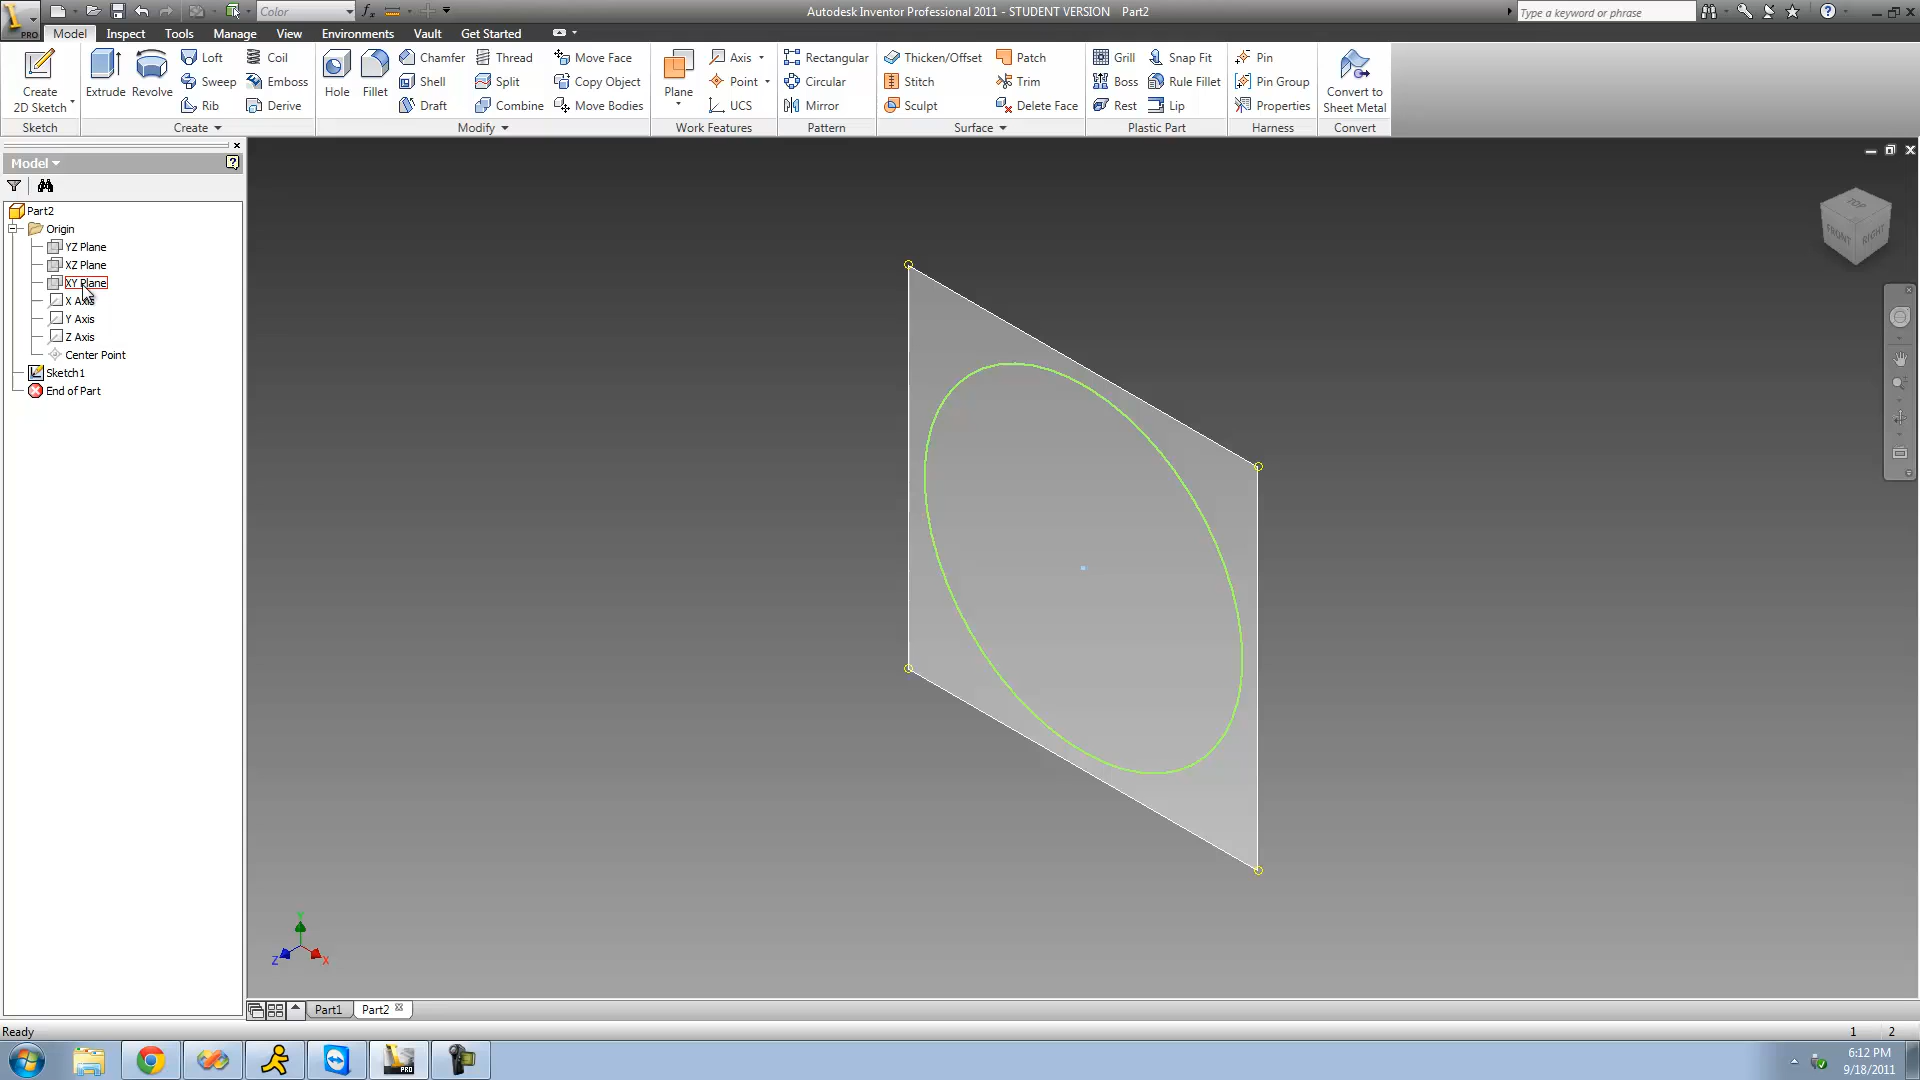 Color
Autodesk Inventor Professional 2011 - STUDENT VERSION Part2
Type a keyword or phrase
PRO
Model Inspect Tools Manage View Environments Vault Get Started
Create 2D Sketch
Extrude Revolve
Loft Coil
Sweep Emboss
Rib Derive
Hole Fillet
Chamfer Thread Move Face
Shell Split Copy Object
Draft Combine Move Bodies
Plane
Axis
Point
UCS
Rectangular
Circular
Mirror
Thicken/Offset Patch
Stitch Trim
Sculpt Delete Face
Grill Snap Fit
Boss Rule Fillet
Rest Lip
Pin
Pin Group
Properties
Convert to Sheet Metal
Sketch Create Modify Work Features Pattern Surface Plastic Part Harness Convert
Model
Part2
Origin
YZ Plane
XZ Plane
XY Plane
X Axis
Y Axis
Z Axis
Center Point
Sketch1
End of Part
TOP
FRONT RIGHT
Y
Z X
Part1 Part2
Ready
1 2
PRO
6:12 PM
9/18/2011